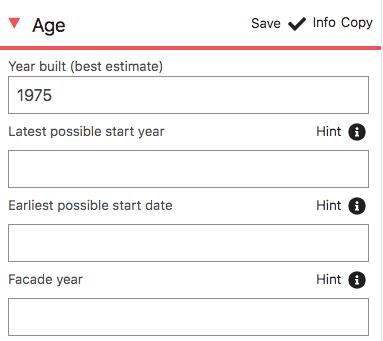 Age Save Info Copy
Year built (best estimate)
1975
Latest possible start year Hint
Earliest possible start date Hint
Facade year Hint